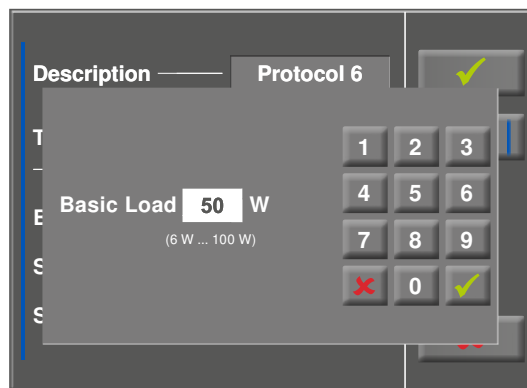 Description Protocol 6
T
1 2 3
Basic Load 50 W
4 5 6
(6 W ... 100 W)
7 8 9
0
S
S